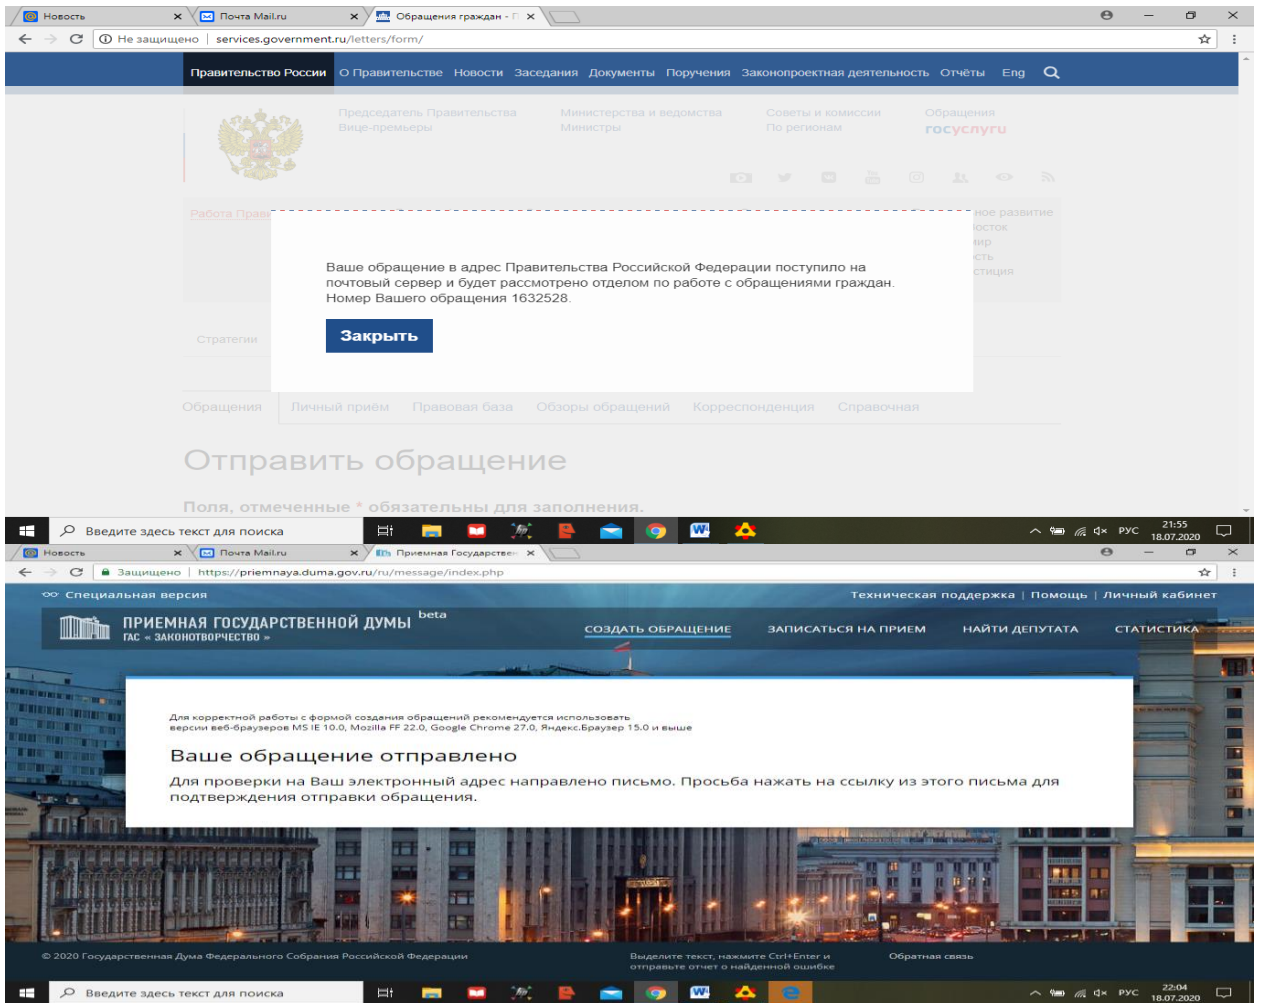 Новость
Почта Mail.ru
Обращения граждан - П
Не защищено | services.government.ru/letters/form/
Правительство России О Правительстве Новости Заседания Документы Поручения Законопроектная деятельность Отчёты Eng
Председатель Правительства Министерства и ведомства Советы и комиссии Обращения
Вице-премьеры Министры По регионам госуслуги
Работа Прав
ное развитие
осток
мир
сть
стиция
Ваше обращение в адрес Правительства Российской Федерации поступило на
почтовый сервер и будет рассмотрено отделом по работе с обращениями граждан.
Номер Вашего обращения 1632528.
Закрыть
Стратегии
Обращения Личный приём Правовая база Обзоры обращений Корреспонденция Справочная
Отправить обращение
Поля, отмеченные * обязательны для заполнения.
Введите здесь текст для поиска
РУС
21:55
18.07.2020
Новость
Почта Mail.ru
Приемная Государствен
Защищено | https://priemnaya.duma.gov.ru/ru/message/index.php
Специальная версия
Техническая поддержка | Помощь | Личный кабинет
ПРИЕМНАЯ ГОСУДАРСТВЕННОЙ ДУМЫ beta
ГАС « ЗАКОНОТВОРЧЕСТВО »
СОЗДАТЬ ОБРАЩЕНИЕ ЗАПИСАТЬСЯ НА ПРИЕМ НАЙТИ ДЕПУТАТА СТАТИСТИКА
Для корректной работы с формой создания обращений рекомендуется использовать
версии веб-браузеров MS IE 10.0, Mozilla FF 22.0, Google Chrome 27.0, Яндекс.Браузер 15.0 и выше
Ваше обращение отправлено
Для проверки на Ваш электронный адрес направлено письмо. Просьба нажать на ссылку из этого письма для
подтверждения отправки обращения.
© 2020 Государственная Дума Федерального Собрания Российской Федерации
Выделите текст, нажмите Ctrl+Enter и
отправьте отчет о найденной ошибке
Обратная связь
Введите здесь текст для поиска
РУС
22:04
18.07.2020